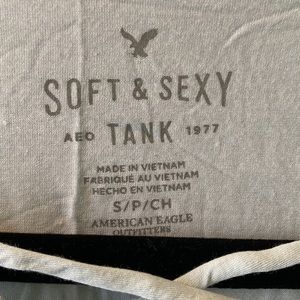 SOFT & SEXY
AEO TANK 1977
MADE IN VIETNAM
FABRIQUÉ AU VIETNAM
HECHO EN VIETNAM
S/P/CH
AMERICAN EAGLE
OUTFITTERS